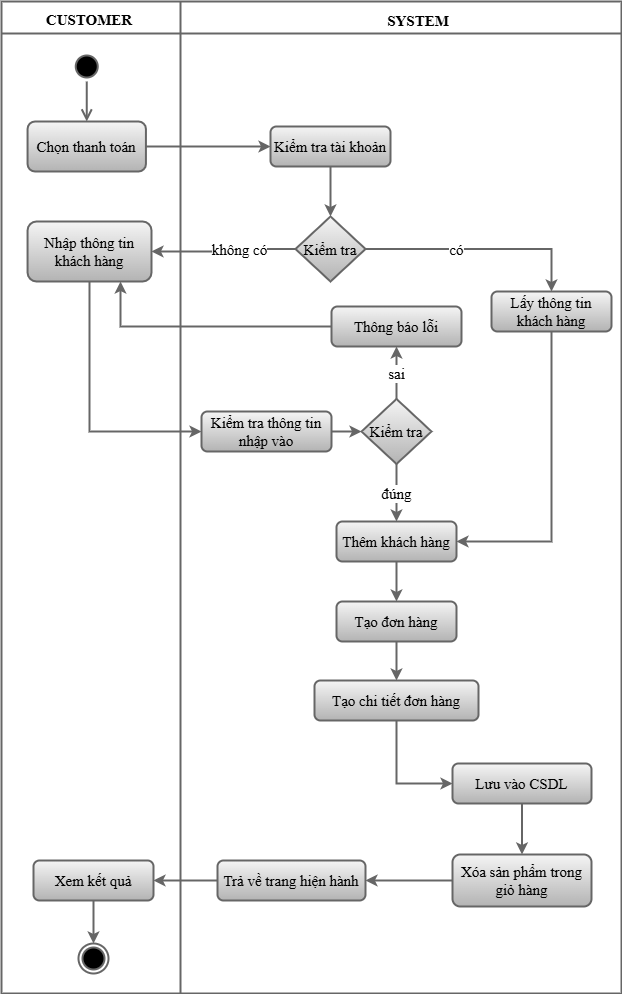 CUSTOMER
SYSTEM
Chọn thanh toán
Kiểm tra tài khoản
Nhập thông tin
khách hàng
không có
Kiểm tra
có
Lấy thông tin
khách hàng
Thông báo lỗi
sai
Kiểm tra thông tin
nhập vào
Kiểm tra
đúng
Thêm khách hàng
Tạo đơn hàng
Tạo chi tiết đơn hàng
Lưu vào CSDL
Xem kết quả
Trả về trang hiện hành
Xóa sản phẩm trong
giỏ hàng